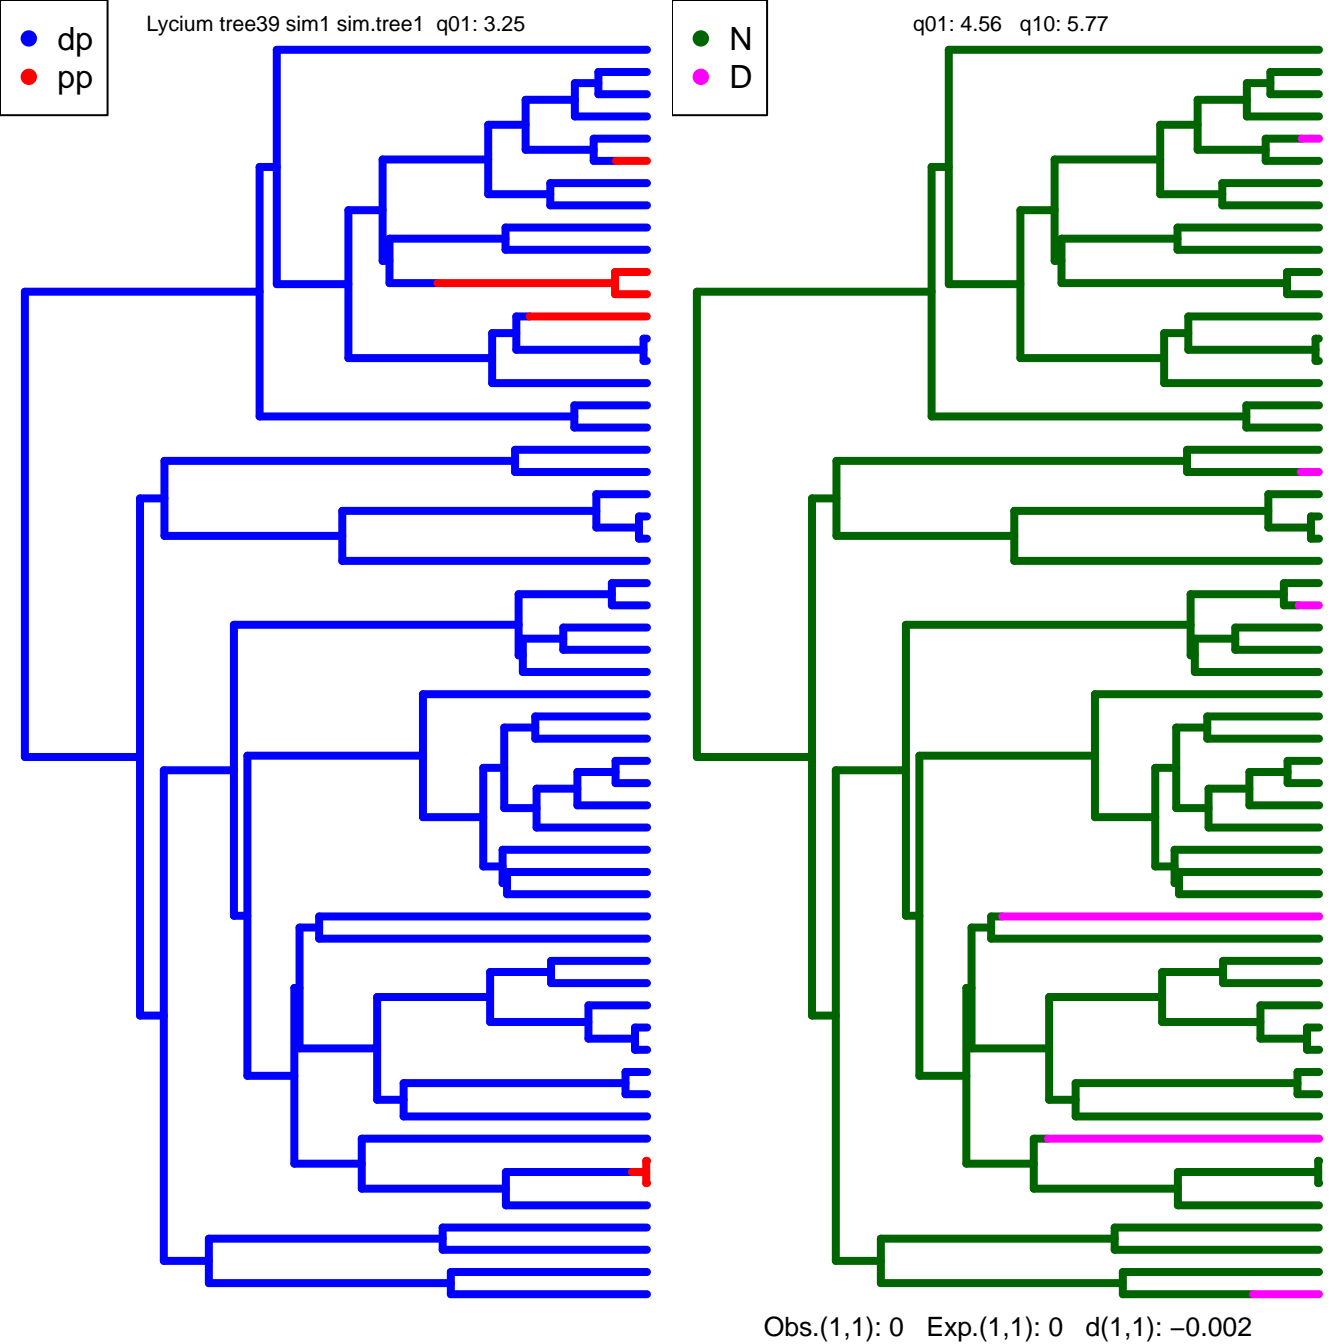 Lycium tree39 sim1 sim.tree1  q01: 3.25
dp
pp
q01: 4.56   q10: 5.77
N
D
Obs.(1,1): 0   Exp.(1,1): 0   d(1,1): −0.002